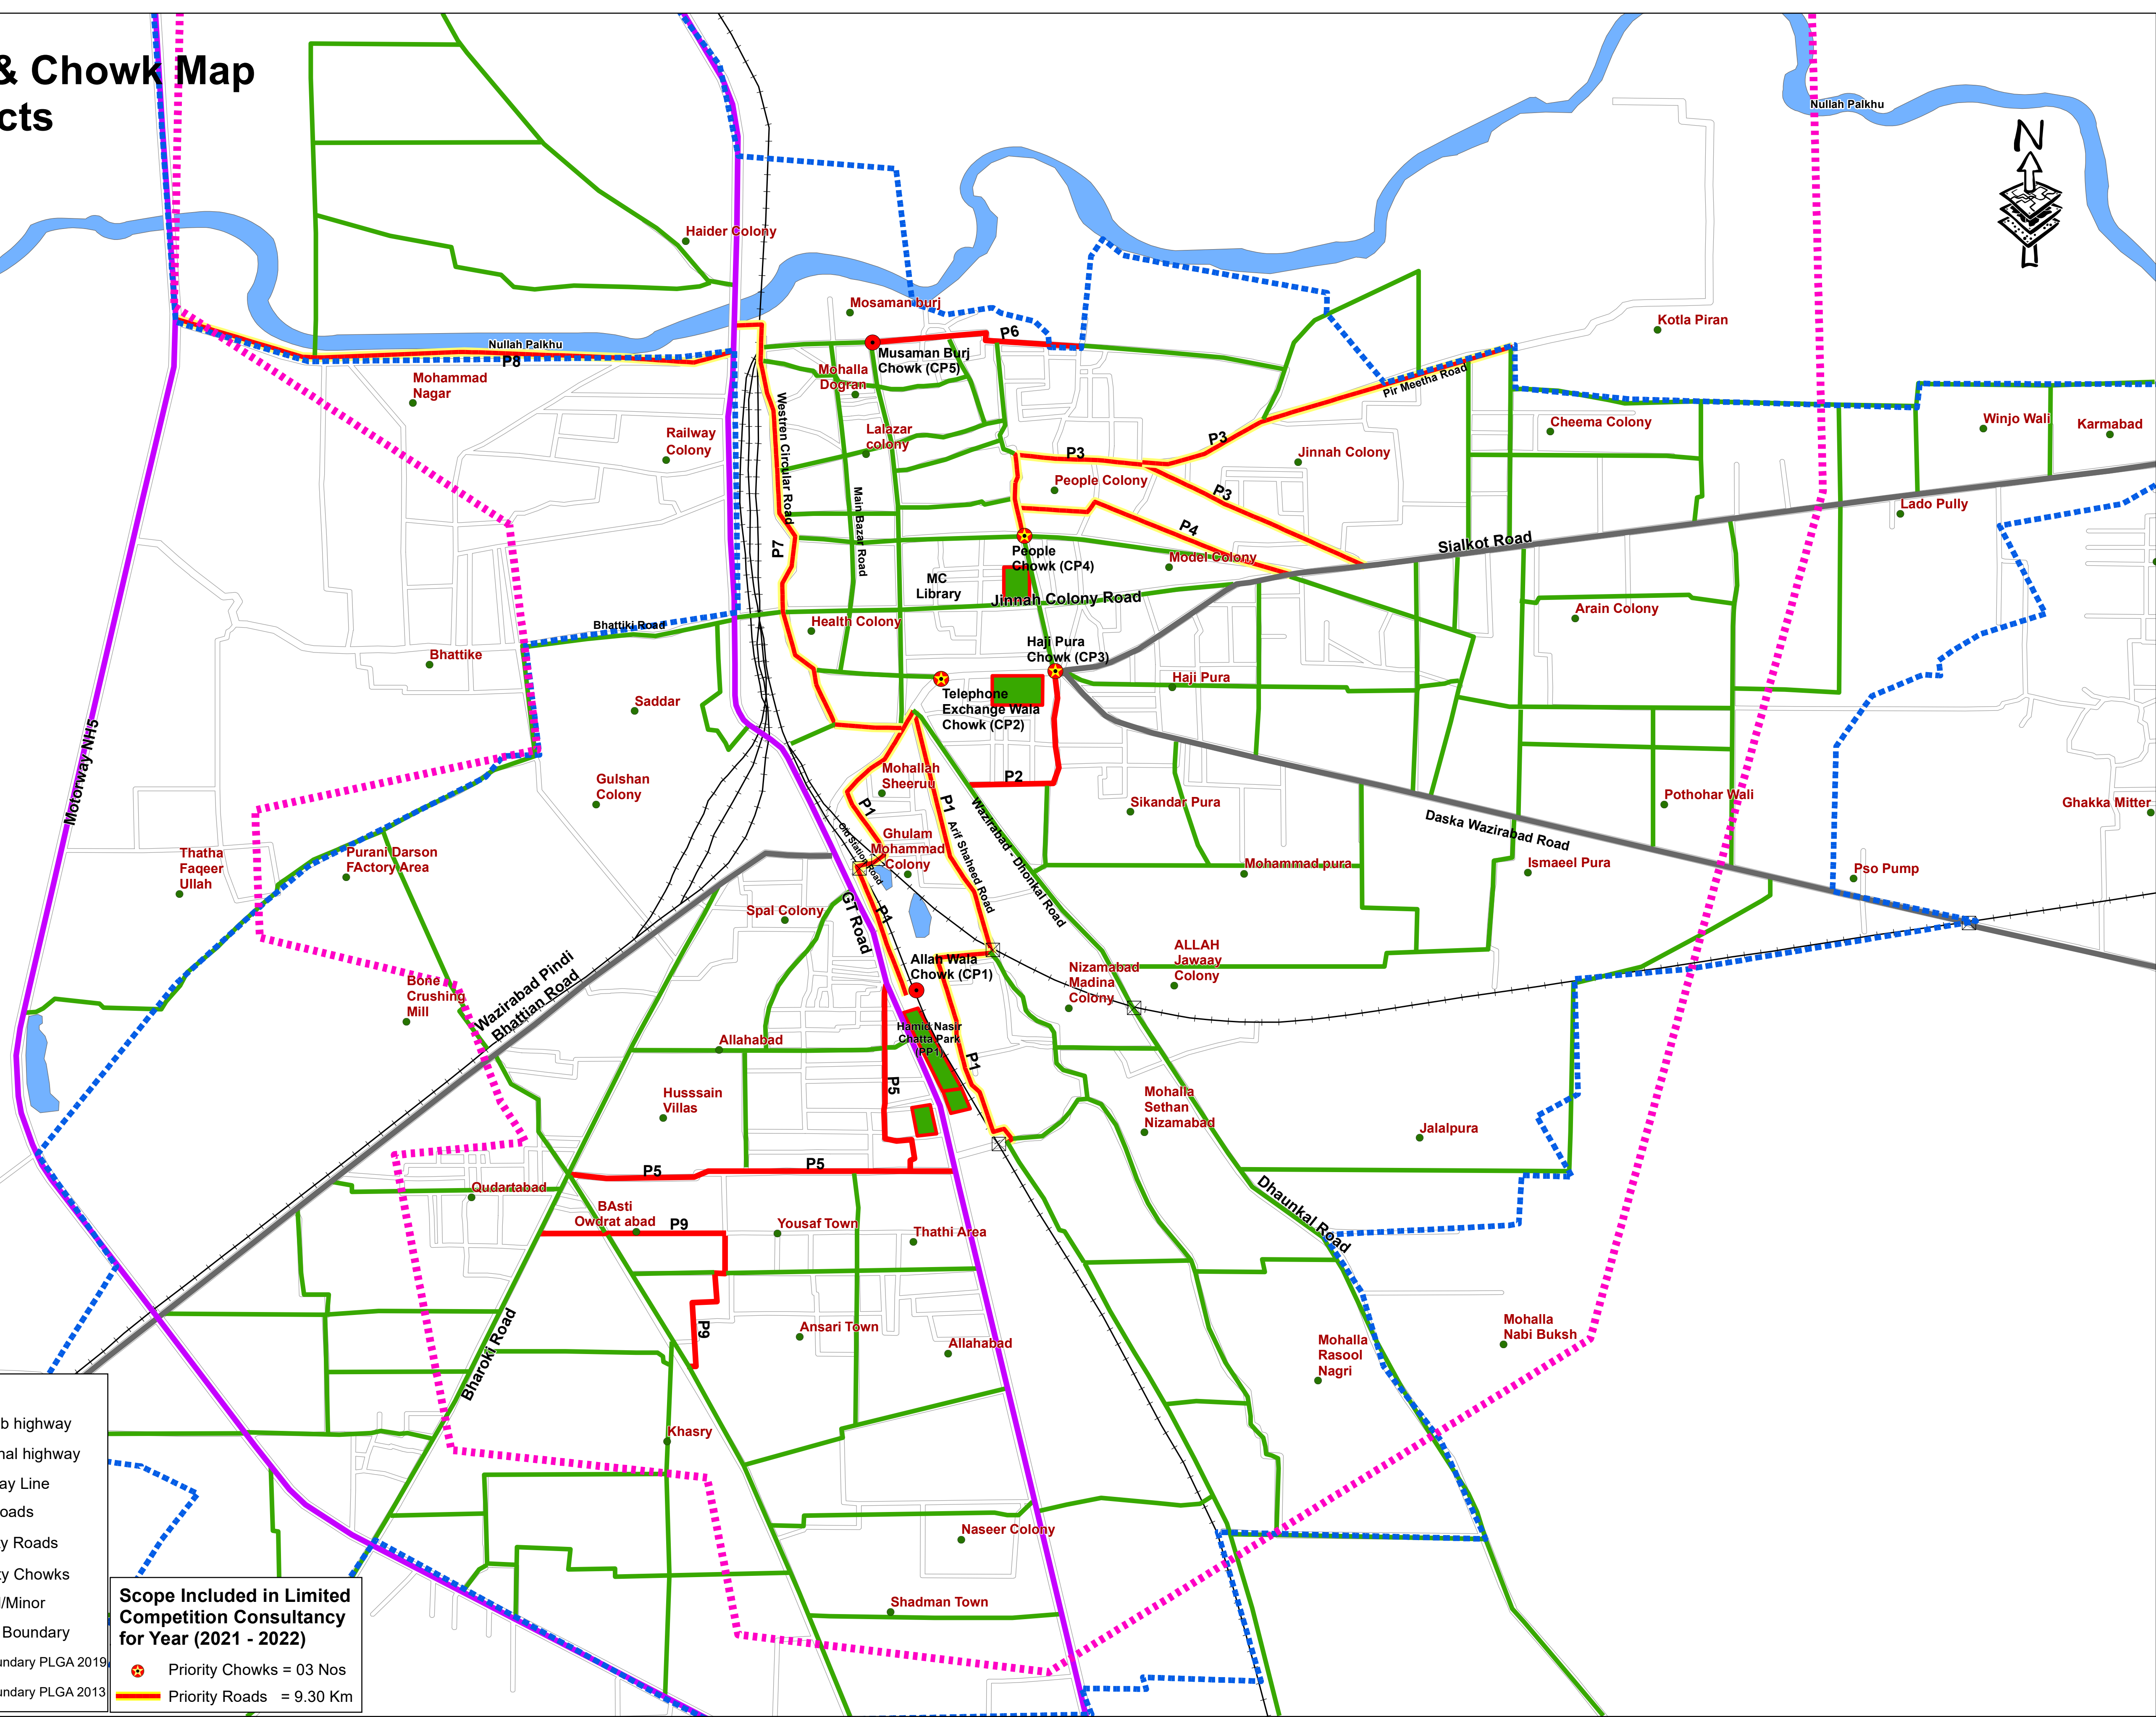 & Chowk Map
cts
N
Nullah Palkhu
Haider Colony
Mosaman burj
P6
Kotla Piran
Nullah Palkhu
P8
Musaman Burj
Chowk (CP5)
Mohammad
Nagar
Mohalla
Dogran
Pir Meetha Road
Westren Circular Road
Railway
Colony
Lalazar
colony
P3
P3
Jinnah Colony
Cheema Colony
Winjo Wali
Karmabad
People Colony
P3
Main Bazar Road
P4
Lado Pully
P7
People
Chowk (CP4)
Model Colony
Sialkot Road
MC
Library
Jinnah Colony Road
Arain Colony
Bhattiki Road
Health Colony
Bhattike
Haji Pura
Chowk (CP3)
Haji Pura
Saddar
Telephone
Exchange Wala
Chowk (CP2)
Motorway NH5
Gulshan
Colony
Mohallah
Sheeruu
P2
P1
P1
Sikandar Pura
Pothohar Wali
Ghakka Mitter
Wazirabad - Dhonkal Road
Arif Shaheed Road
Old Station Road
Daska Wazirabad Road
Ghulam
Mohammad
Colony
Thatha
Faqeer
Ullah
Purani Darson
FActory Area
Mohammad pura
Ismaeel Pura
Pso Pump
Spal Colony
GT Road
P1
Wazirabad Pindi
Bhattian Road
Allah Wala
Chowk (CP1)
ALLAH
Jawaay
Colony
Nizamabad
Madina
Colony
Bone
Crushing
Mill
Hamid Nasir
Chatta Park
(PP1)
Allahabad
P1
P5
Husssain
Villas
Mohalla
Sethan
Nizamabad
Jalalpura
P5
P5
Qudartabad
BAsti
Owdrat abad
P9
Yousaf Town
Thathi Area
Dhaunkal Road
P9
Ansari Town
Allahabad
Mohalla
Rasool
Nagri
Mohalla
Nabi Buksh
Bharoki Road
Khasry
Naseer Colony
Shadman Town
b highway
nal highway
ay Line
oads
y Roads
y Chowks
l/Minor
Boundary
undary PLGA 2019
undary PLGA 2013
Scope Included in Limited
Competition Consultancy
for Year (2021 - 2022)
Priority Chowks = 03 Nos
Priority Roads = 9.30 Km